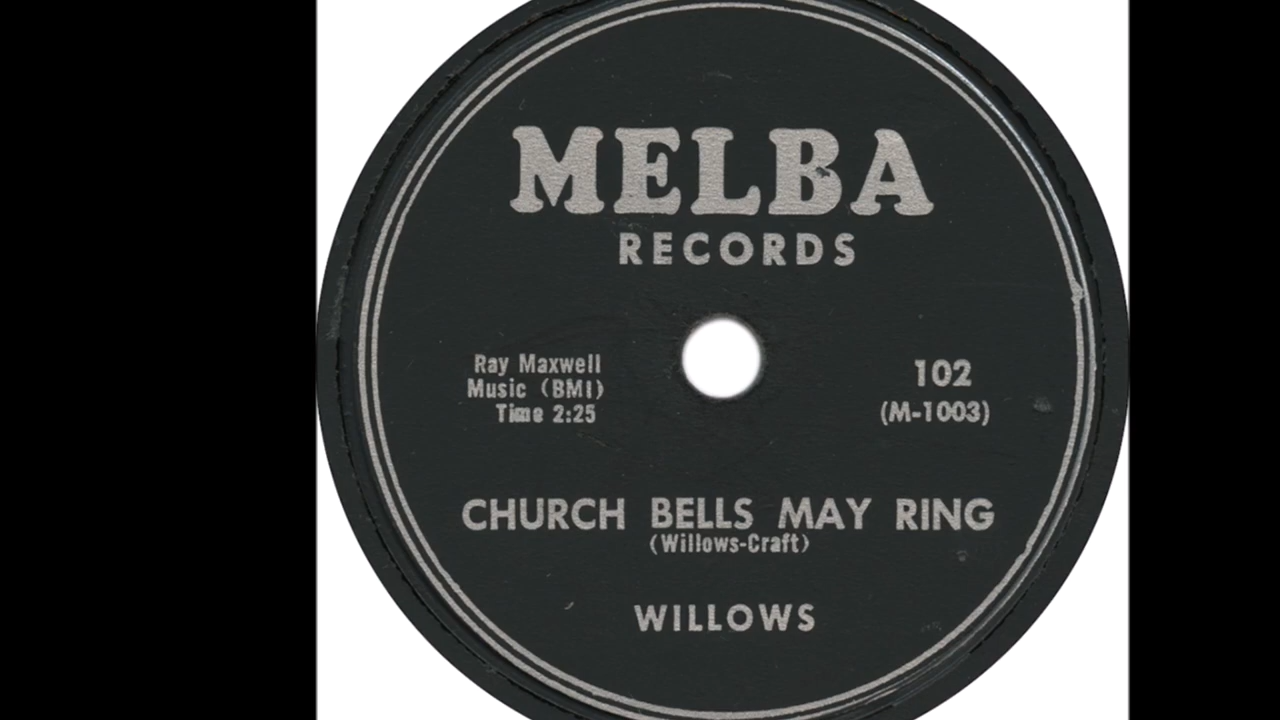 MELBA
RECORDS
Ray Maxwell
Music (BMI)
Time 2:25
102
(M-1003)
CHURCH BELLS MAY RING
(Willows-Craft)
WILLOWS